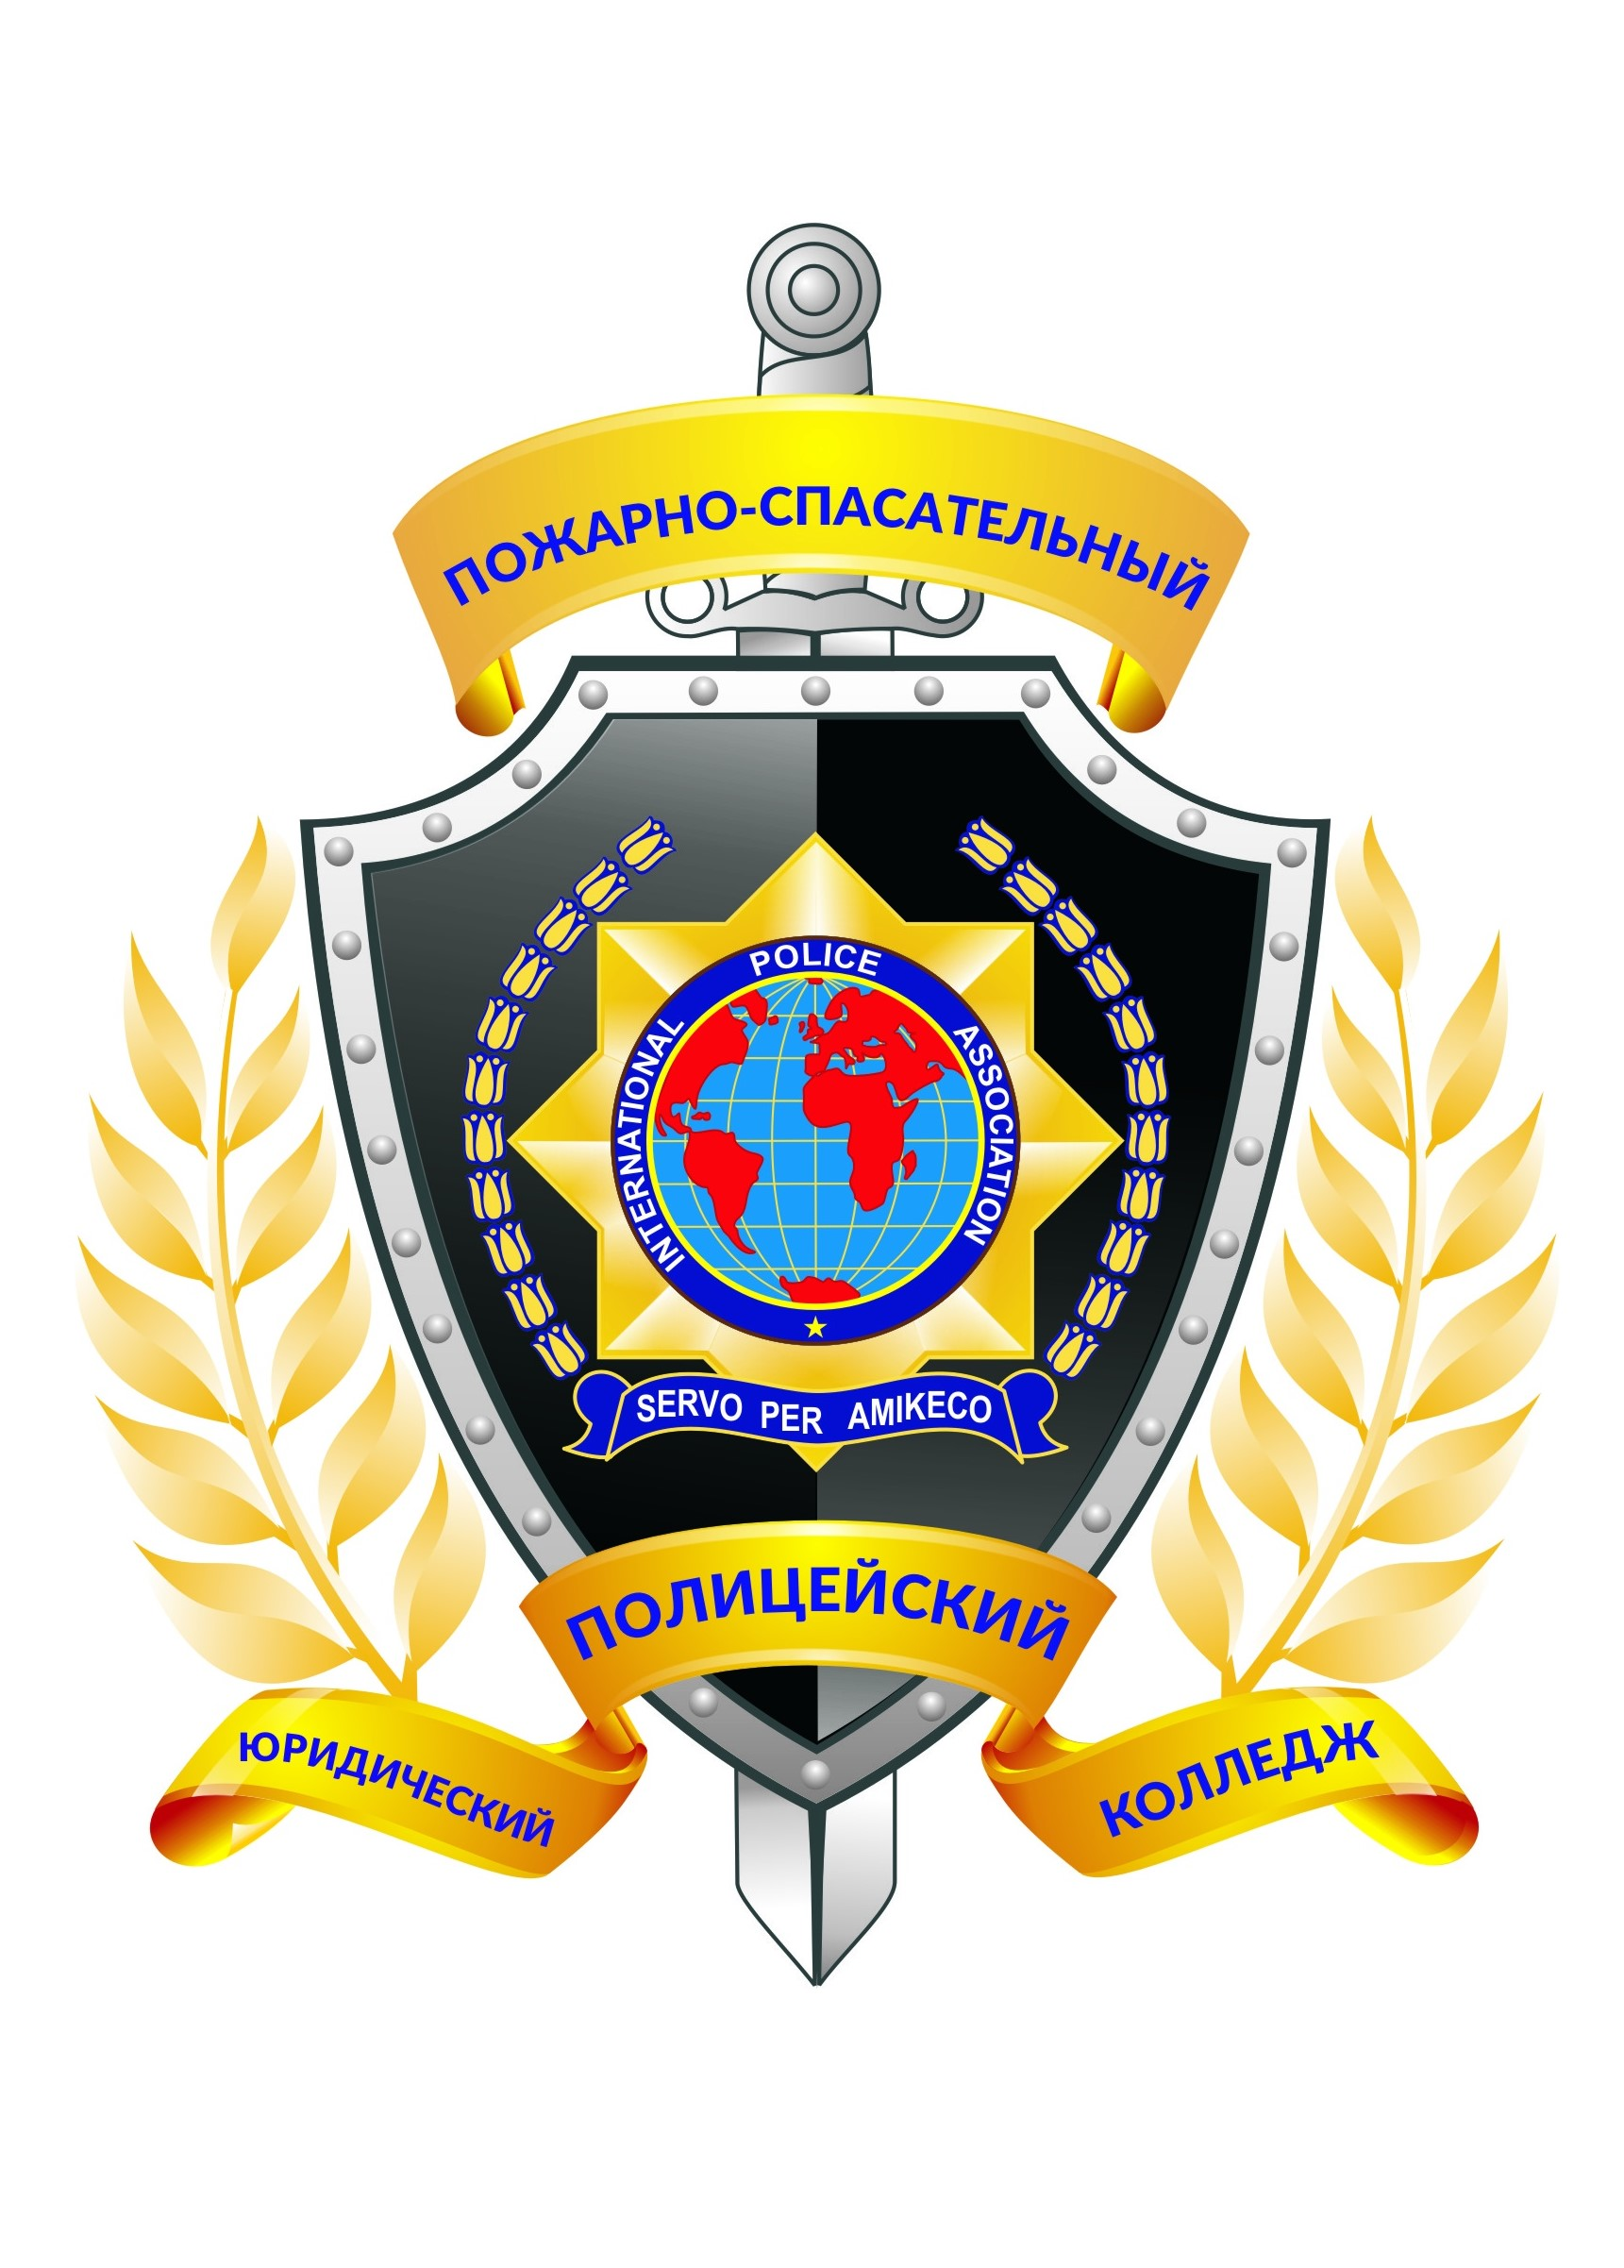 ПОЖАРНО-СПАСАТЕЛЬНЫЙ
INTERNATIONAL POLICE ASSOCIATION
SERVO PER AMIKECO
ПОЛИЦЕЙСКИЙ
ЮРИДИЧЕСКИЙ
КОЛЛЕДЖ